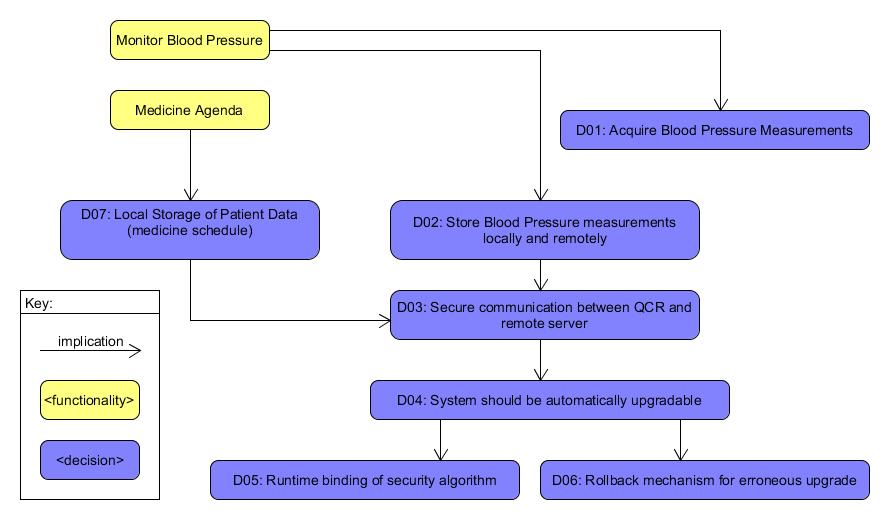 Monitor Blood Pressure
Medicine Agenda
D01: Acquire Blood Pressure Measurements
D07: Local Storage of Patient Data
(medicine schedule)
D02: Store Blood Pressure measurements
locally and remotely
D03: Secure communication between QCR and
remote server
D04: System should be automatically upgradable
D05: Runtime binding of security algorithm
D06: Rollback mechanism for erroneous upgrade
Key:
implication
<functionality>
<decision>